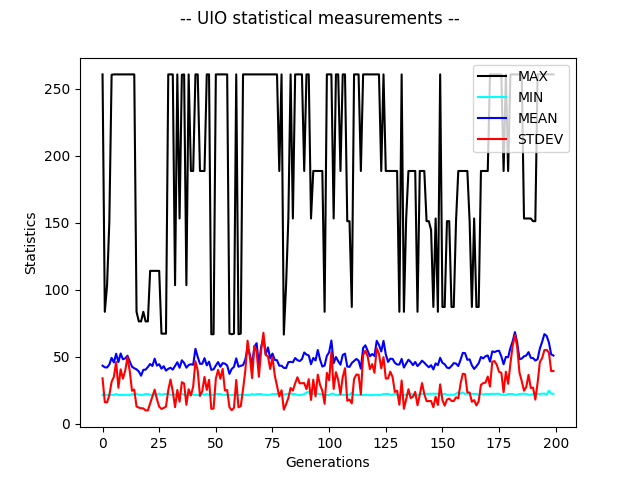 -- UIO statistical measurements --
MAX
MIN
MEAN
STDEV
250
200
150
100
50
0
Statistics
0 25 50 75 100 125 150 175 200
Generations